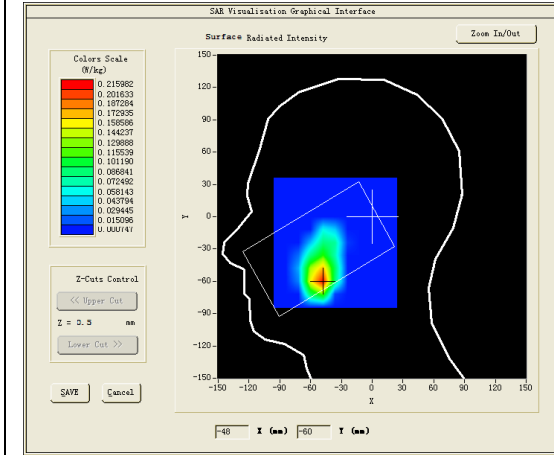 SAR Visualisation Graphical Interface
Surface Radiated Intensity
Zoom In/Out
Colors Scale
(W/kg)
0.215982
0.201633
0.187284
0.172935
0.158586
0.144237
0.129888
0.115539
0.101190
0.086841
0.072492
0.058143
0.043794
0.029445
0.015096
0.000747
150
120
90
60
30
0
-30
-60
-90
-120
-150
Y
-150 -120 -90 -60 -30 0 30 60 90 120 150
X
Z-Cuts Control
<< Upper Cut
Z = 0.5 mm
Lower Cut >>
SAVE Cancel
-48 X (mm) -60 Y (mm)